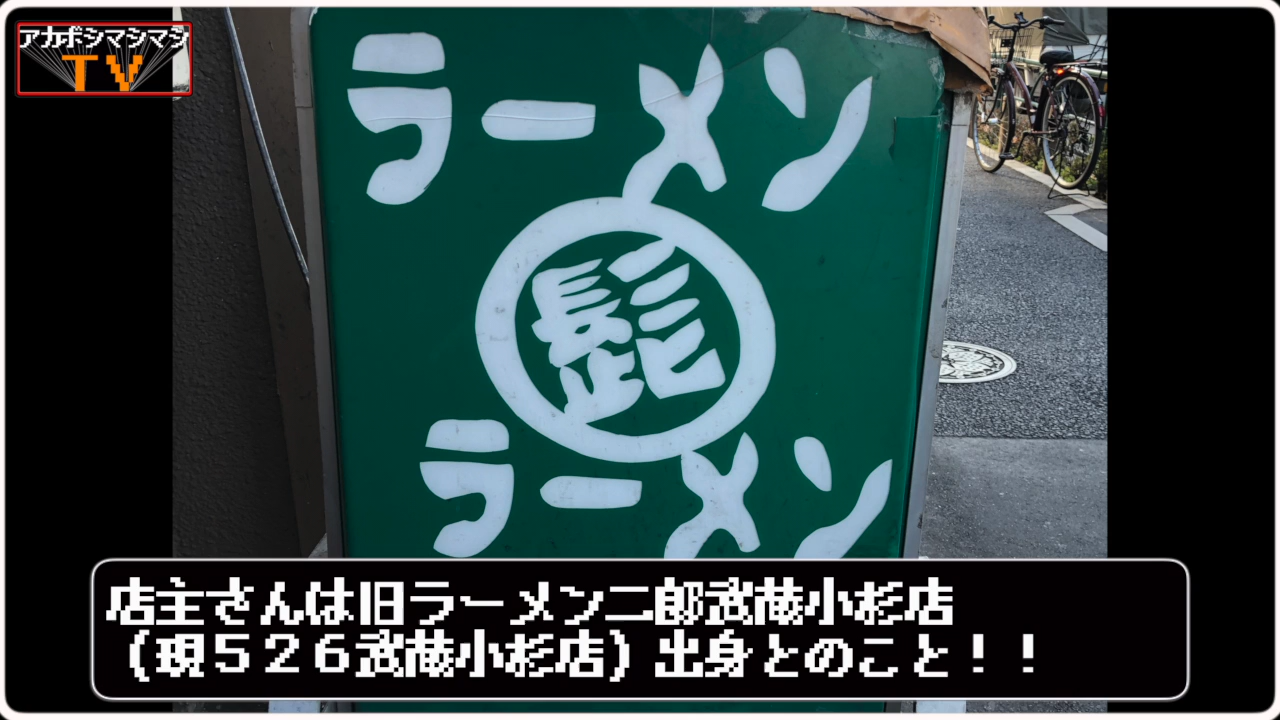 アカボシマシマシ
TV
ラーメン
髭
ラーメン
店主さんは旧ラーメン二郎武蔵小杉店
(現５２６武蔵小杉店)出身とのこと！！